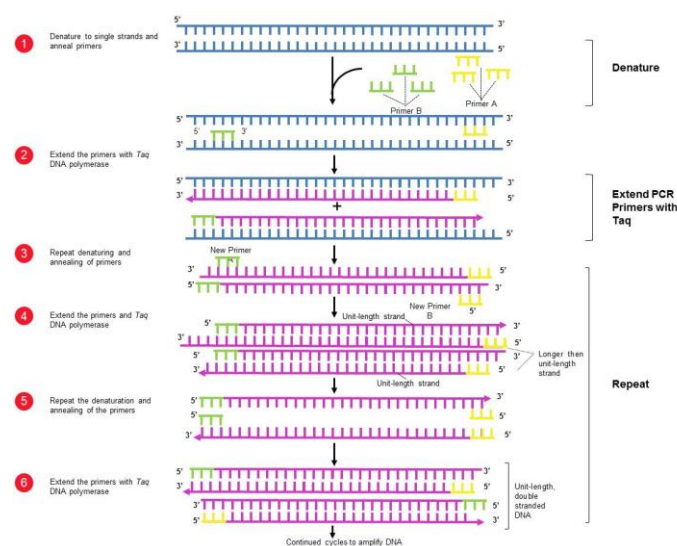 5'
3'
1
Denature to single strands and
anneal primers
3'
5'
Denature
Primer B
Primer A
5'
3'
5'
3'
5'
3'
5'
2
Extend the primers with Taq
DNA polymerase
5'
3'
3'
5'
+
Extend PCR
Primers with
Taq
5'
3'
3
Repeat denaturing and
annealing of primers
New Primer
3'
5'
5'
5'
4
Extend the primers and Taq
DNA polymerase
Unit-length strand
New Primer
B
5'
3'
3'
5'
5'
3'
Longer then
unit-length
strand
3'
5'
Unit-length strand
Repeat
5
Repeat the denaturation and
annealing of the primers
5'
3'
5'
5'
3'
5'
6
Extend the primers with Taq
DNA polymerase
5'
3'
3'
5'
Unit-length,
double
stranded
DNA
3'
5'
5'
3'
Continued cycles to amplify DNA